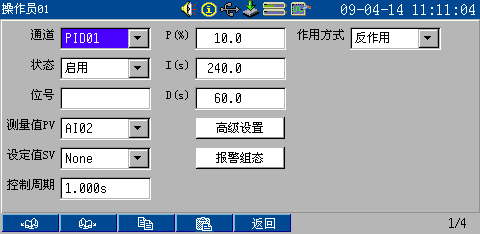 操作员01 09-04-14 11:11:04
通道 PID01 P(%) 10.0 作用方式 反作用
状态 启用 I(s) 240.0
位号 D(s) 60.0
测量值PV AI02 高级设置
设定值SV None 报警组态
控制周期 1.000s
返回 1/4